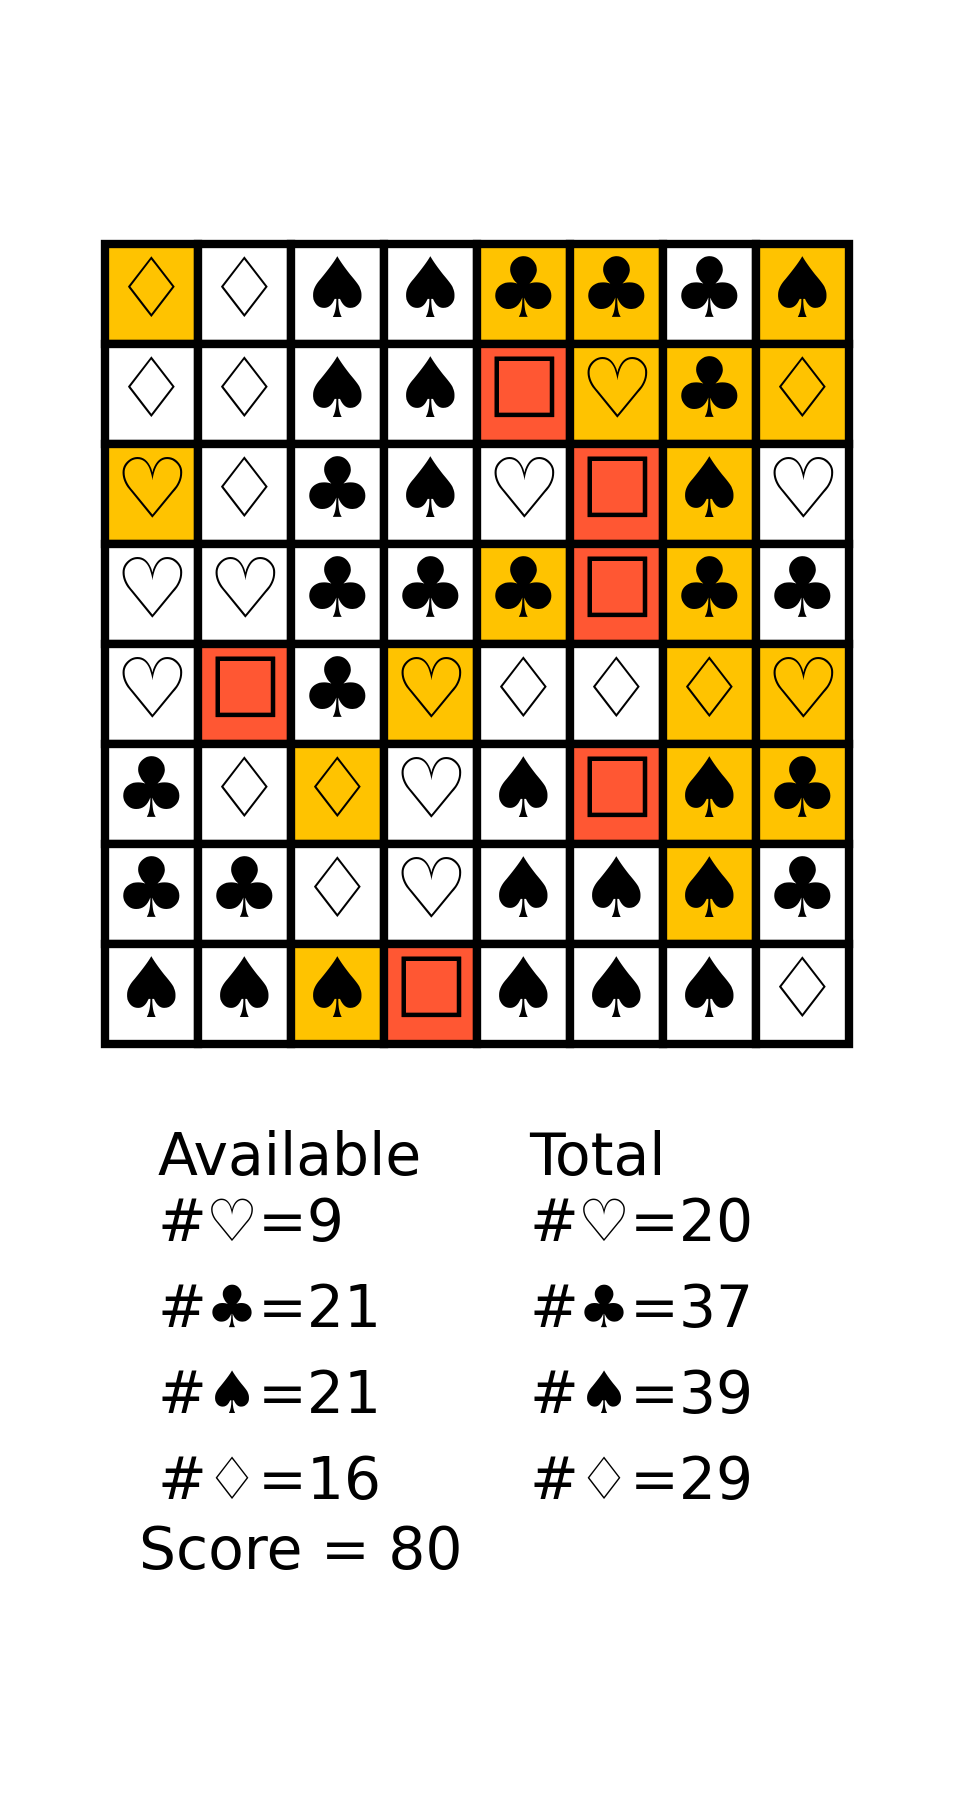 ♢ ♢ ♠ ♠ ♣ ♣ ♣ ♠
♢ ♢ ♠ ♠ □ ♡ ♣ ♢
♡ ♢ ♣ ♠ ♡ □ ♠ ♡
♡ ♡ ♣ ♣ ♣ □ ♣ ♣
♡ □ ♣ ♡ ♢ ♢ ♢ ♡
♣ ♢ ♢ ♡ ♠ □ ♠ ♣
♣ ♣ ♢ ♡ ♠ ♠ ♠ ♣
♠ ♠ ♠ □ ♠ ♠ ♠ ♢
Available Total
#♡=9 #♡=20
#♣=21 #♣=37
#♠=21 #♠=39
#♢=16 #♢=29
Score = 80